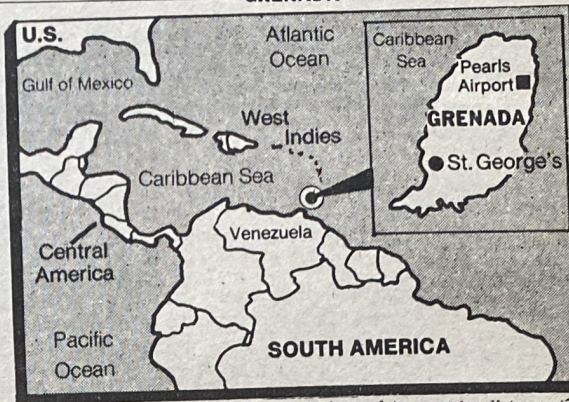 U.S.
Atlantic
Ocean
Gulf of Mexico
West
Indies
Caribbean Sea
Central
America
Venezuela
Pacific
Ocean
SOUTH AMERICA
Caribbean
Sea
Pearls
Airport
GRENADA
St. George's